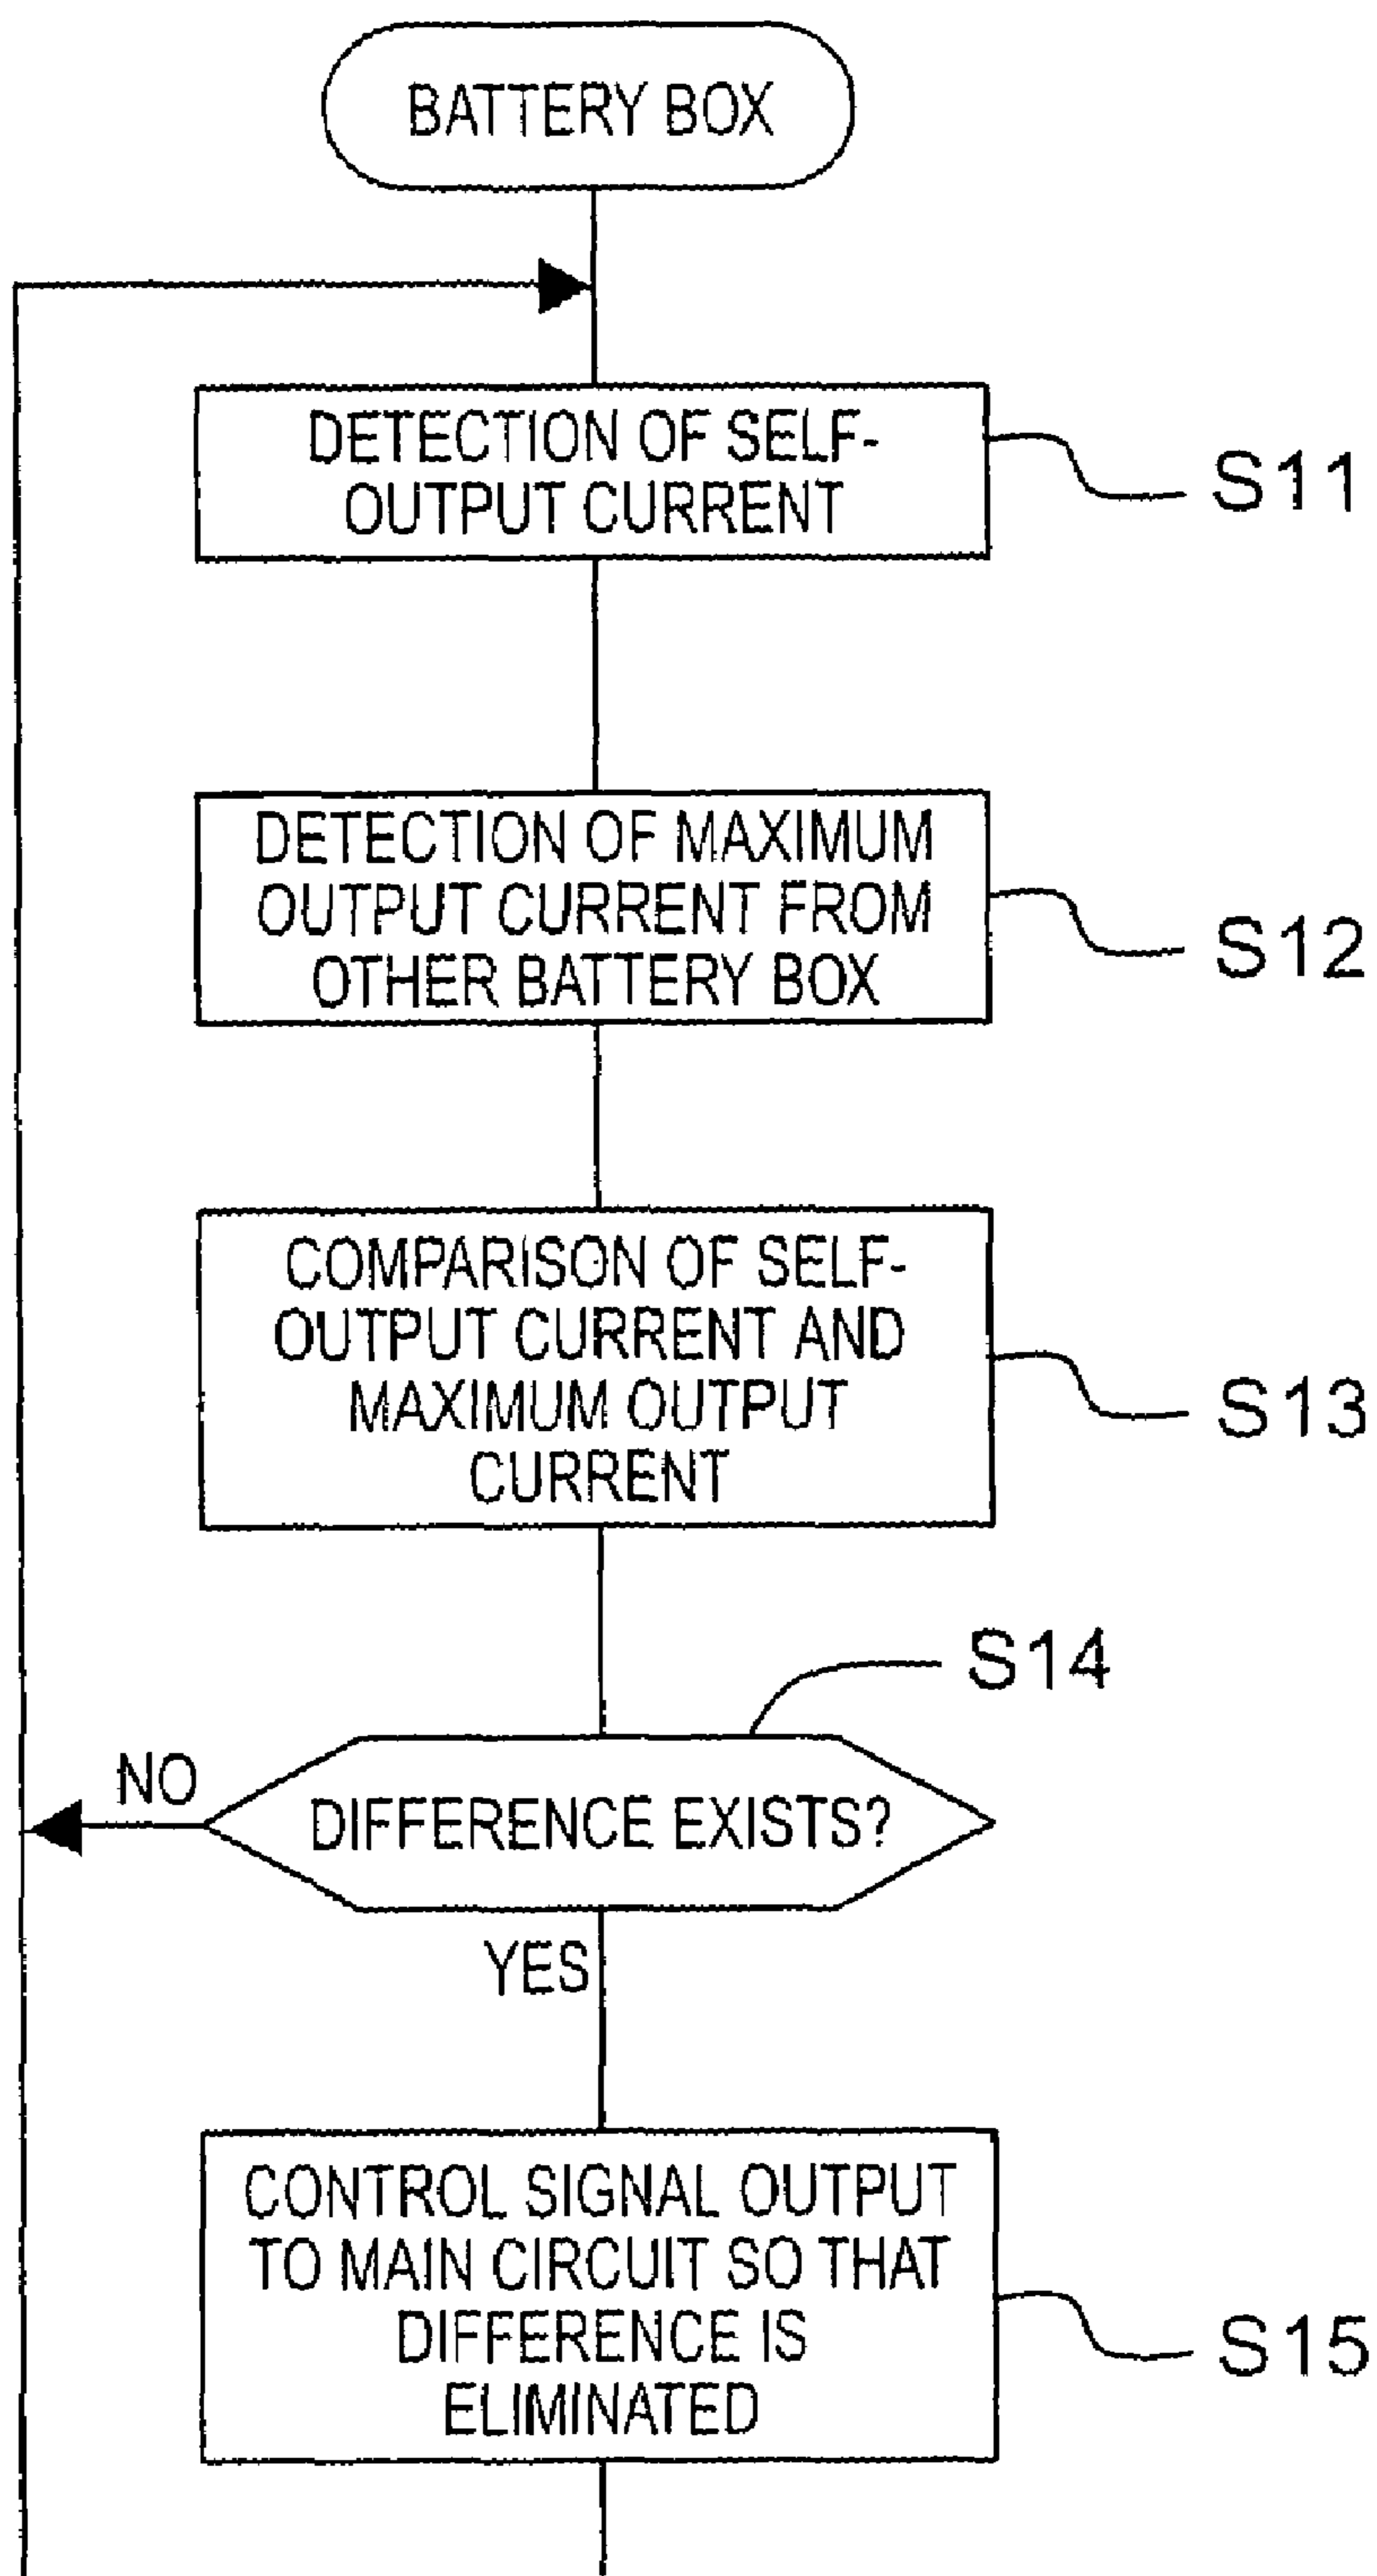 BATTERY BOX
DETECTION OF SELF-
OUTPUT CURRENT
S11
DETECTION OF MAXIMUM
OUTPUT CURRENT FROM
OTHER BATTERY BOX
S12
COMPARISON OF SELF-
OUTPUT CURRENT AND
MAXIMUM OUTPUT
CURRENT
S13
S14
NO
DIFFERENCE EXISTS?
YES
CONTROL SIGNAL OUTPUT
TO MAIN CIRCUIT SO THAT
DIFFERENCE IS
ELIMINATED
S15